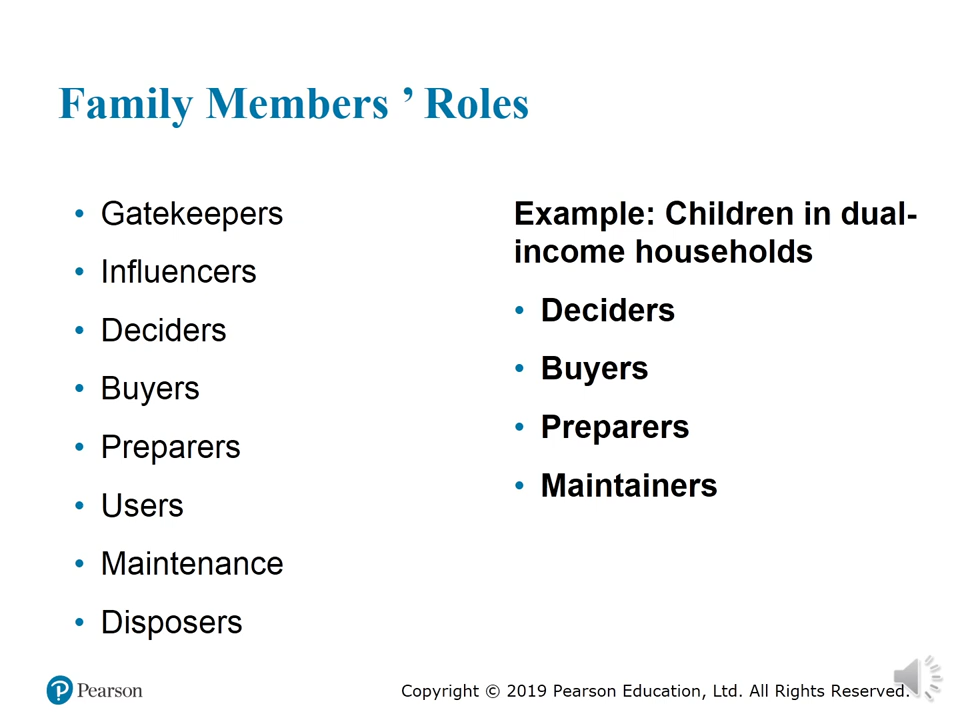 Family Members ’ Roles
• Gatekeepers
• Influencers
• Deciders
• Buyers
• Preparers
• Users
• Maintenance
• Disposers
Example: Children in dual-
income households
• Deciders
• Buyers
• Preparers
• Maintainers
Pearson
Copyright © 2019 Pearson Education, Ltd. All Rights Reserved.